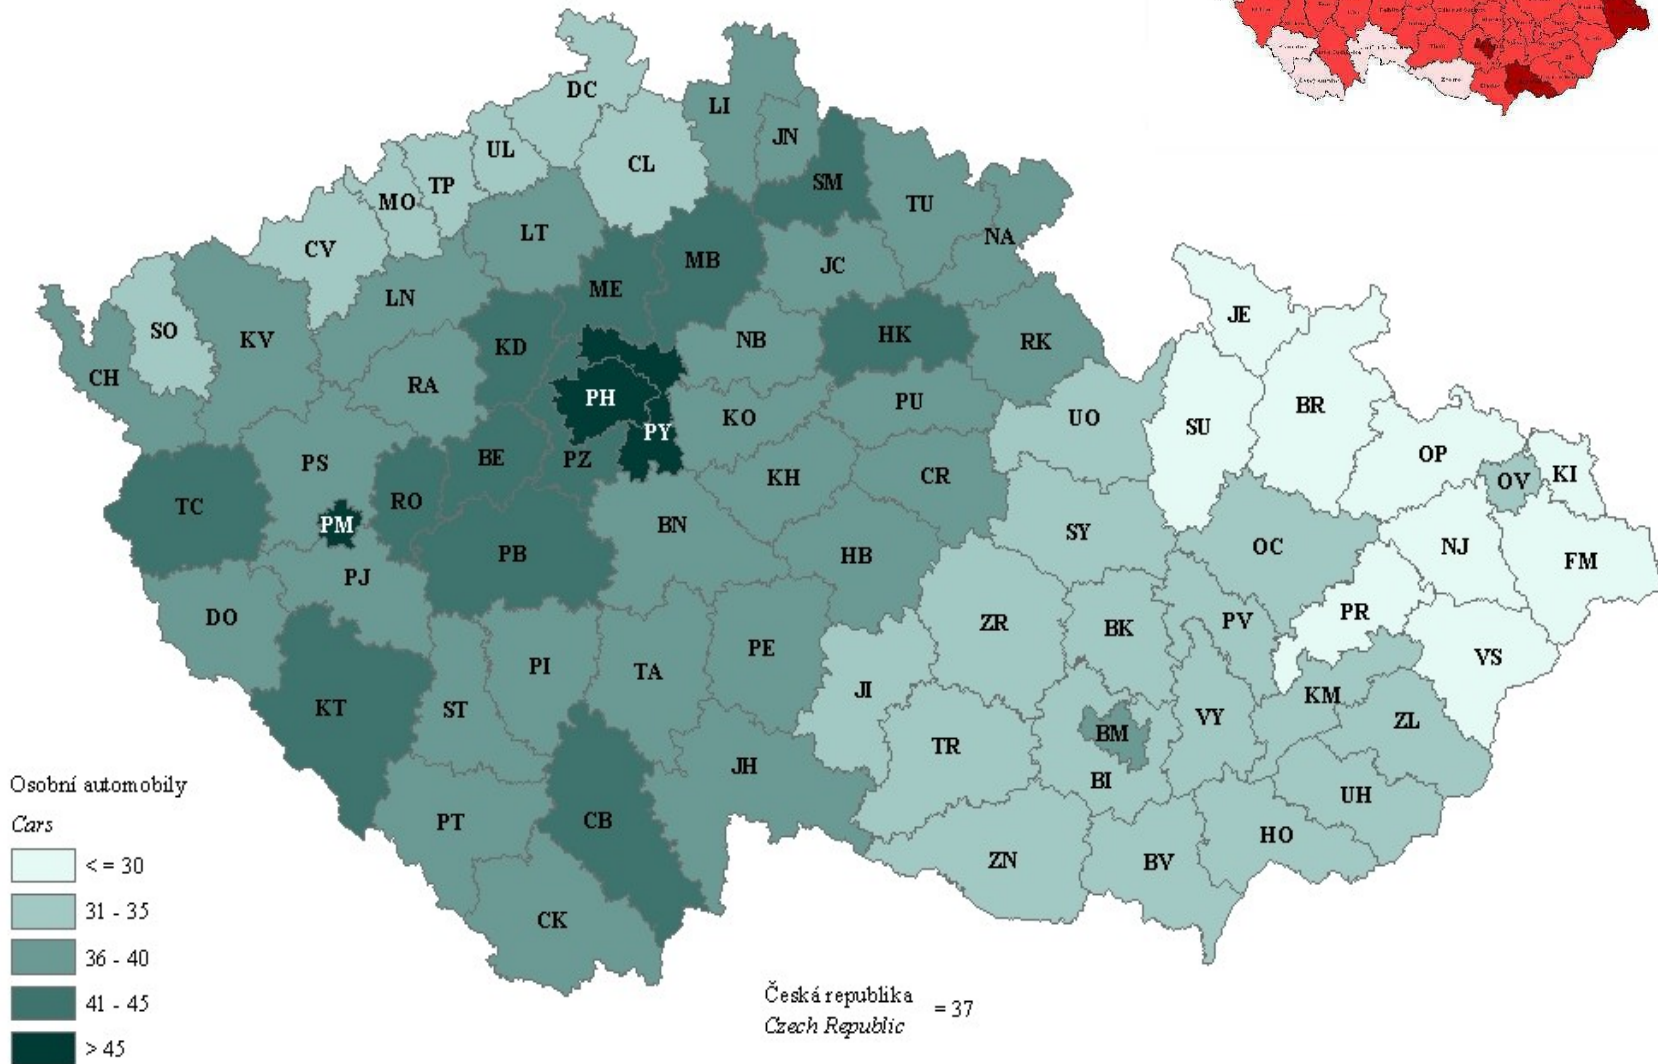 DC
LI
JN
UL
CL
TP
MO
SM
TU
CV
LT
NA
MB
JC
ME
LN
SO
KV
JE
KD
NB
HK
RK
CH
RA
PH
PU
BR
KO
UO
PY
SU
PS
BE
PZ
OP
KH
CR
KI
OV
TC
RO
PM
BN
SY
OC
NJ
PB
HB
FM
PJ
DO
PR
ZR
BK
PV
PE
VS
PI
TA
JI
KT
ST
KM
VY
ZL
BM
TR
JH
BI
UH
Osobní automobily
Cars
PT
CB
HO
ZN
BV
< = 30
31 - 35
CK
36 - 40
41 - 45
> 45
Česká republika = 37
Czech Republic